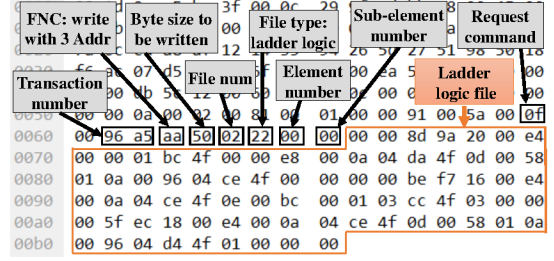 FNC: write
with 3 Addr
Byte size to
be written
File type:
ladder logic
Sub-element
number
Request
command
Transaction
number
File num
Element
number
Ladder
logic file
0060 00 96 a5 aa 50 02 22 00 00 00 00 8d 9a 20 00 e4
0070 00 00 01 bc 4f 00 00 e8 00 0a 04 da 4f 0d 00 58
0080 01 0a 00 96 04 ce 4f 00 00 00 00 be f7 16 00 e4
0090 00 0a 04 ce 4f 0e 00 bc 00 01 03 cc 4f 03 00 00
00a0 00 5f ec 18 00 e4 00 0a 04 ce 4f 0d 00 58 01 0a
00b0 00 96 04 d4 4f 01 00 00 00